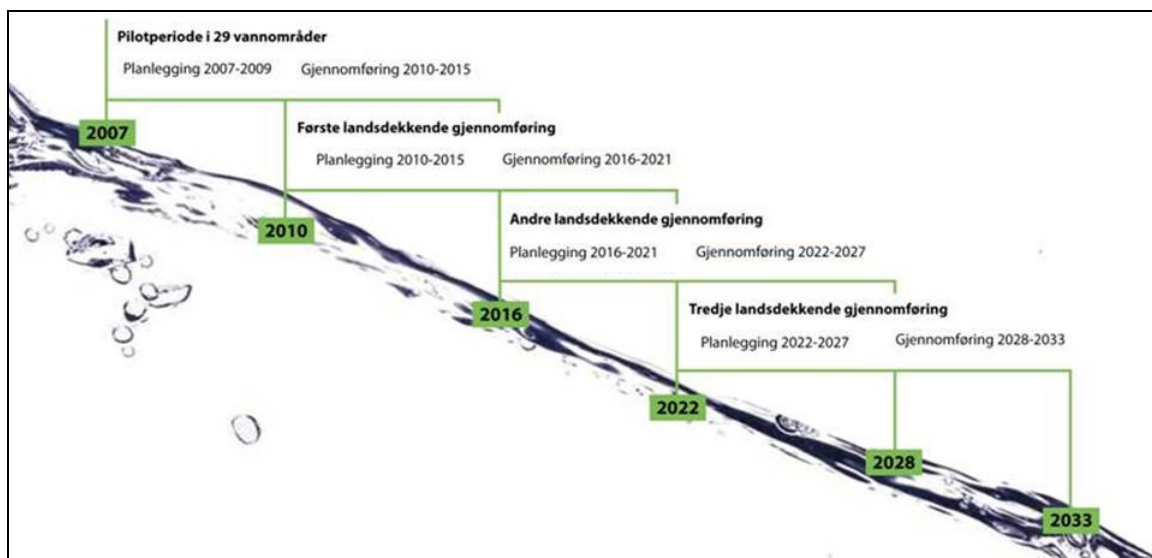 Pilotperiode i 29 vannområder
Planlegging 2007-2009 Gjennomføring 2010-2015
2007
Første landsdekkende gjennomføring
Planlegging 2010-2015 Gjennomføring 2016-2021
2010
Andre landsdekkende gjennomføring
Planlegging 2016-2021 Gjennomføring 2022-2027
2016
Tredje landsdekkende gjennomføring
Planlegging 2022-2027 Gjennomføring 2028-2033
2022
2028
2033